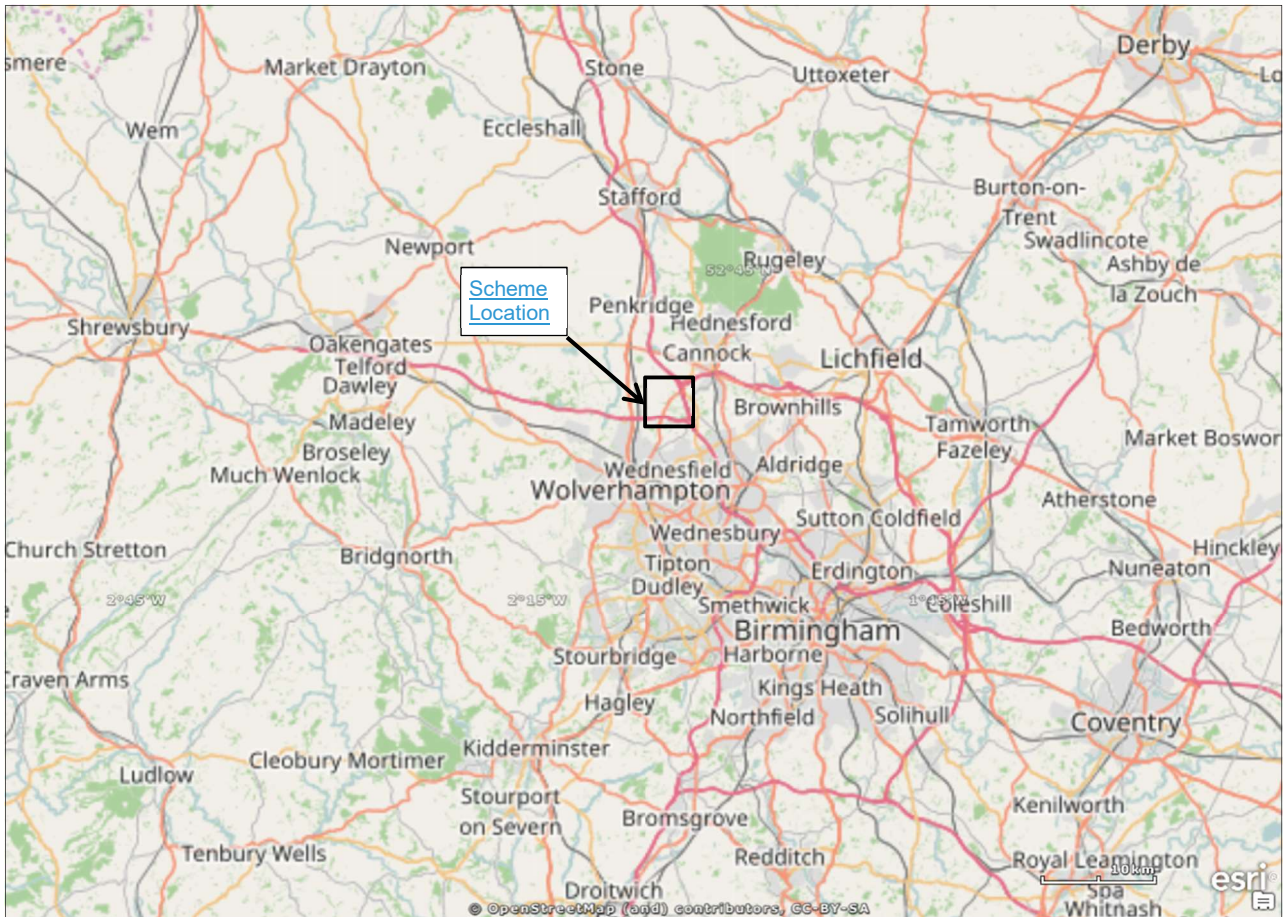 Derby
smere
Market Drayton
Stone
Uttoxeter
Lo
Wem
Eccleshall
Stafford
Burton-on-
Trent
Newport
Swadlincote
52°45'N
Rugeley
Ashby de
la Zouch
Scheme
Location
Penkridge
Hednesford
Shrewsbury
Oakengates
Cannock
Lichfield
Telford
Dawley
Brownhills
Madeley
Tamworth
Fazeley
Market Boswor
Broseley
Much Wenlock
Wednesfield
Aldridge
Wolverhampton
Atherstone
Sutton Coldfield
Wednesbury
Church Stretton
Bridgnorth
Hinckley
Tipton
Erdington
Nuneaton
Dudley
2°45'W
2°15'W
Smethwick
1°45'W
Coleshill
Birmingham
Bedworth
Stourbridge
Harborne
Craven Arms
Kings Heath
Hagley
Northfield
Solihull
Coventry
Kidderminster
Cleobury Mortimer
Ludlow
Stourport
on Severn
Kenilworth
Bromsgrove
Tenbury Wells
Redditch
Royal Leamington
Spa
10km
esri
Droitwich
Whitnash
© OpenStreetMap (and) contributors, CC-BY-SA